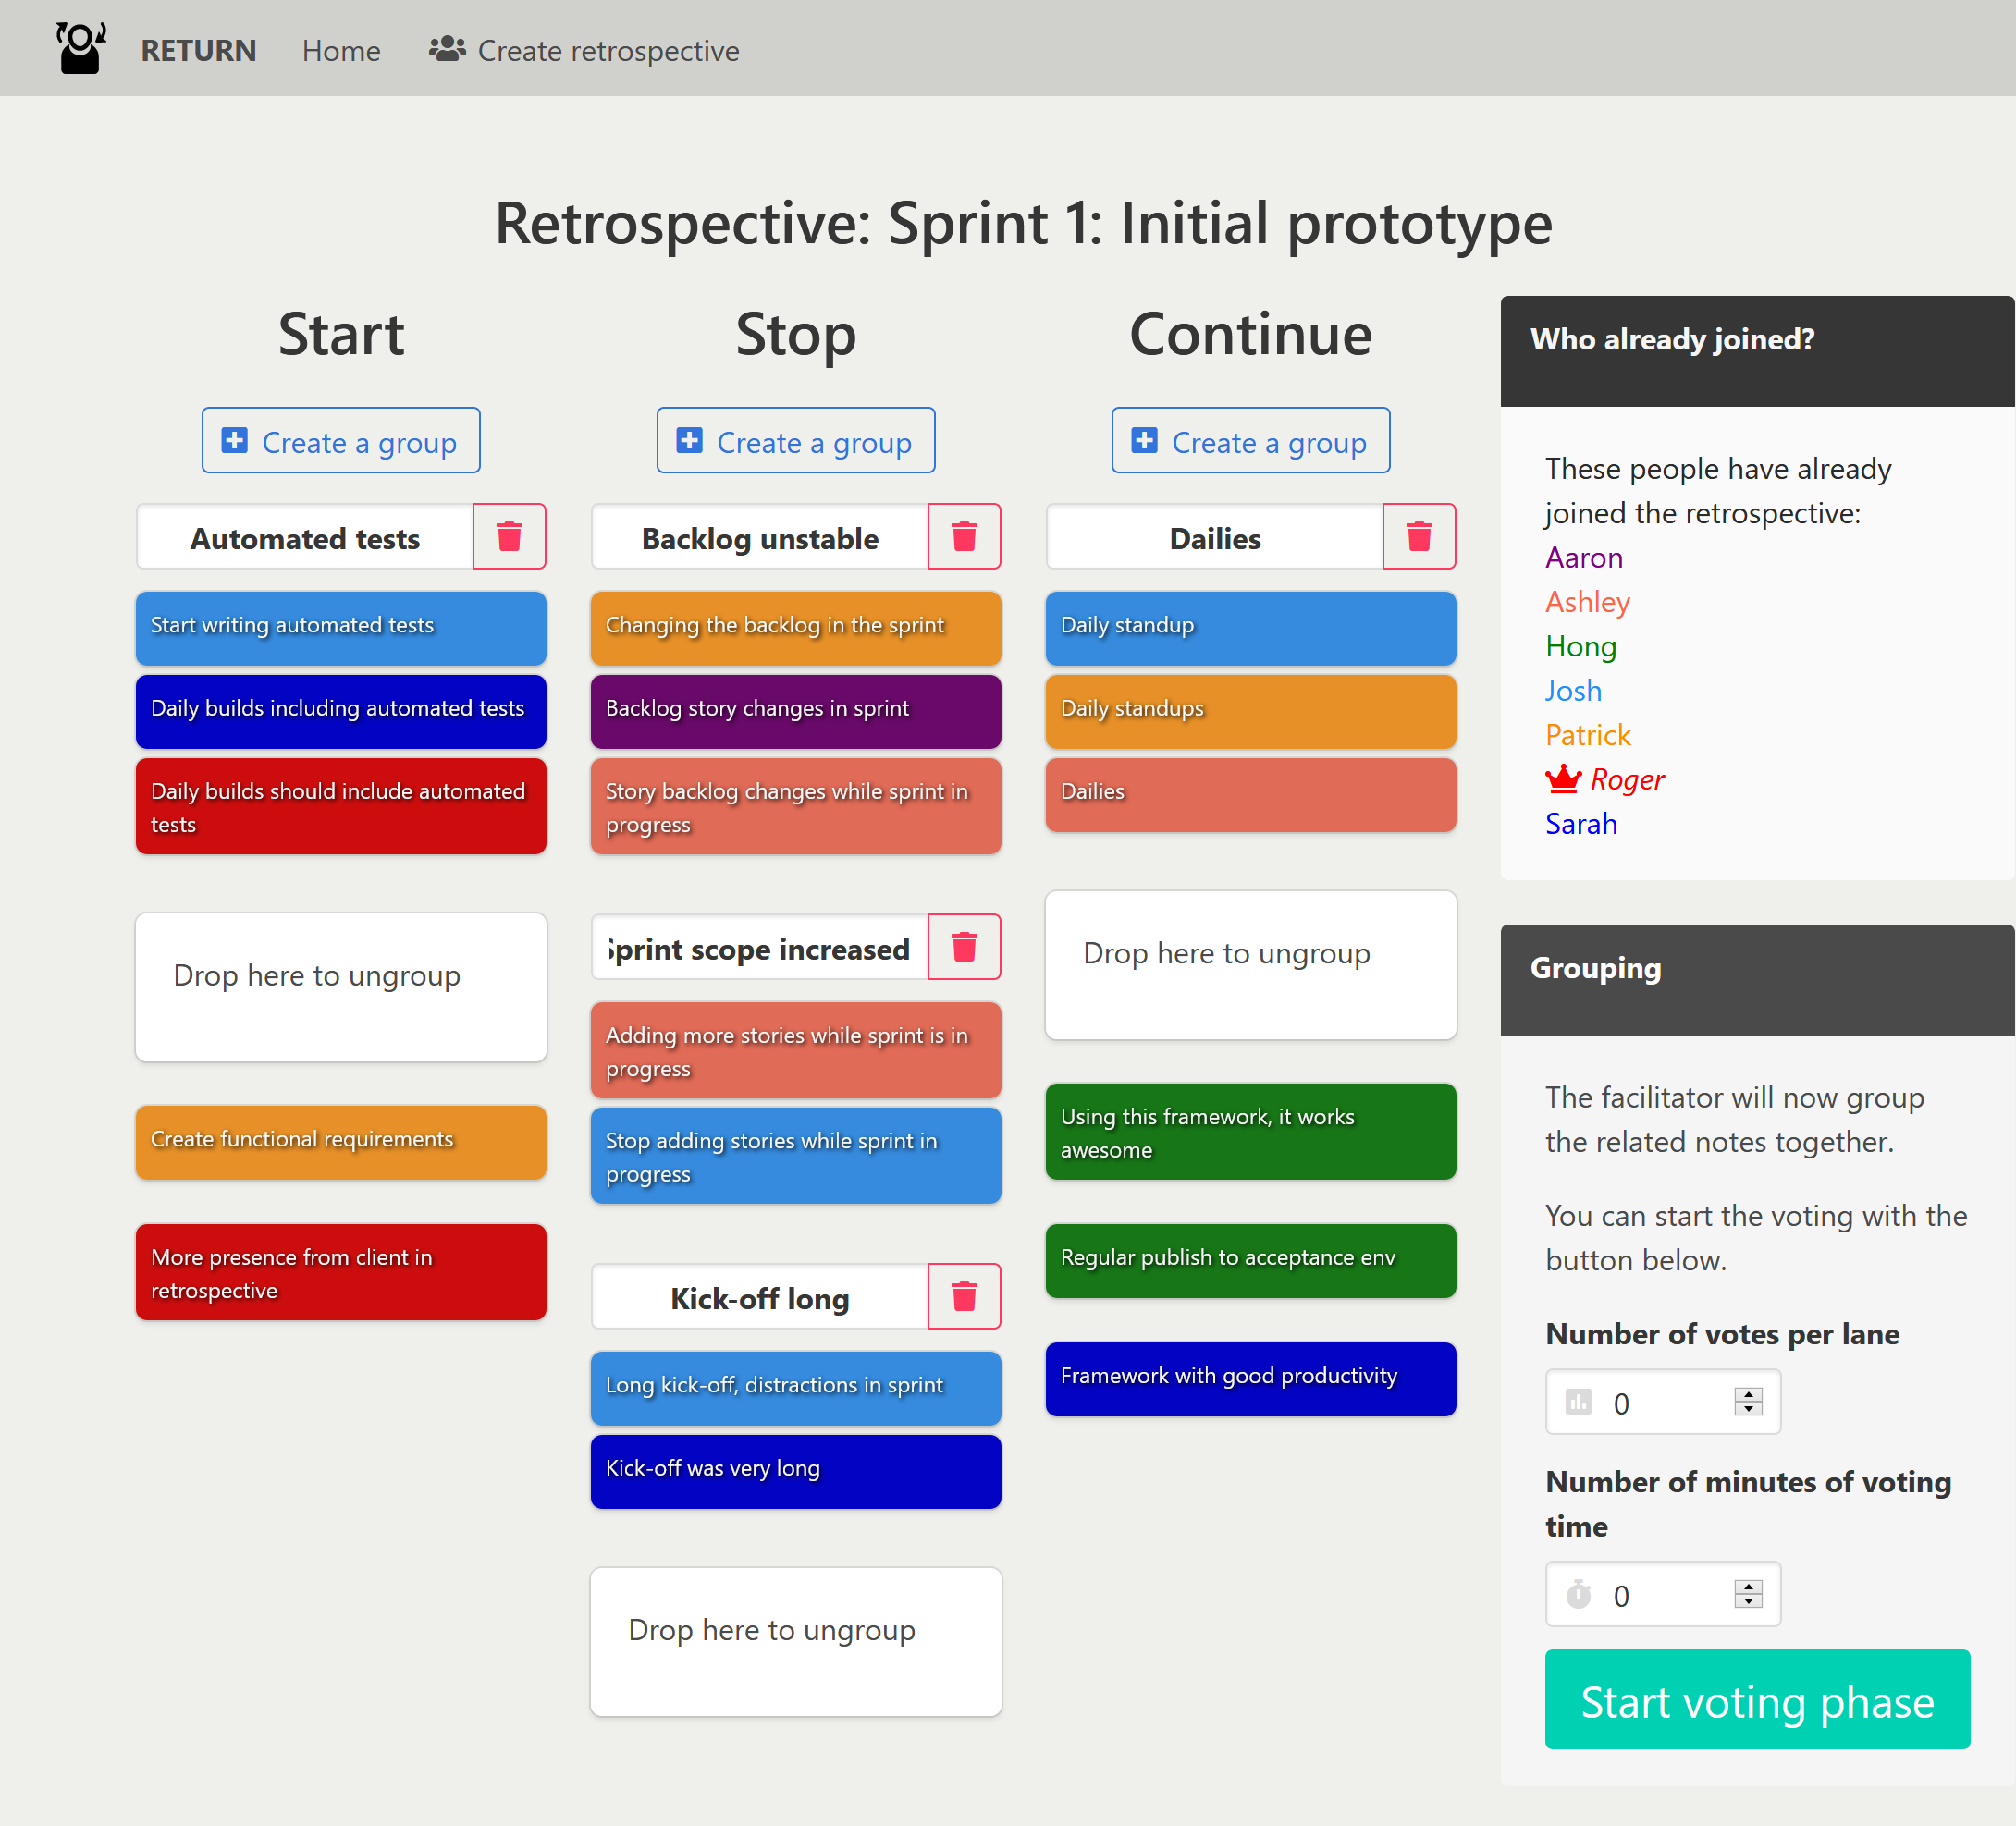 RETURN Home Create retrospective
Retrospective: Sprint 1: Initial prototype
Start
Create a group
Automated tests
Start writing automated tests
Daily builds including automated tests
Daily builds should include automated
tests
Drop here to ungroup
Create functional requirements
More presence from client in
retrospective
Stop
Create a group
Backlog unstable
Changing the backlog in the sprint
Backlog story changes in sprint
Story backlog changes while sprint in
progress
Sprint scope increased
Adding more stories while sprint is in
progress
Stop adding stories while sprint in
progress
Kick-off long
Long kick-off, distractions in sprint
Kick-off was very long
Drop here to ungroup
Continue
Create a group
Dailies
Daily standup
Daily standups
Dailies
Drop here to ungroup
Using this framework, it works
awesome
Regular publish to acceptance env
Framework with good productivity
Who already joined?
These people have already
joined the retrospective:
Aaron
Ashley
Hong
Josh
Patrick
Roger
Sarah
Grouping
The facilitator will now group
the related notes together.
You can start the voting with the
button below.
Number of votes per lane
0
Number of minutes of voting
time
0
Start voting phase